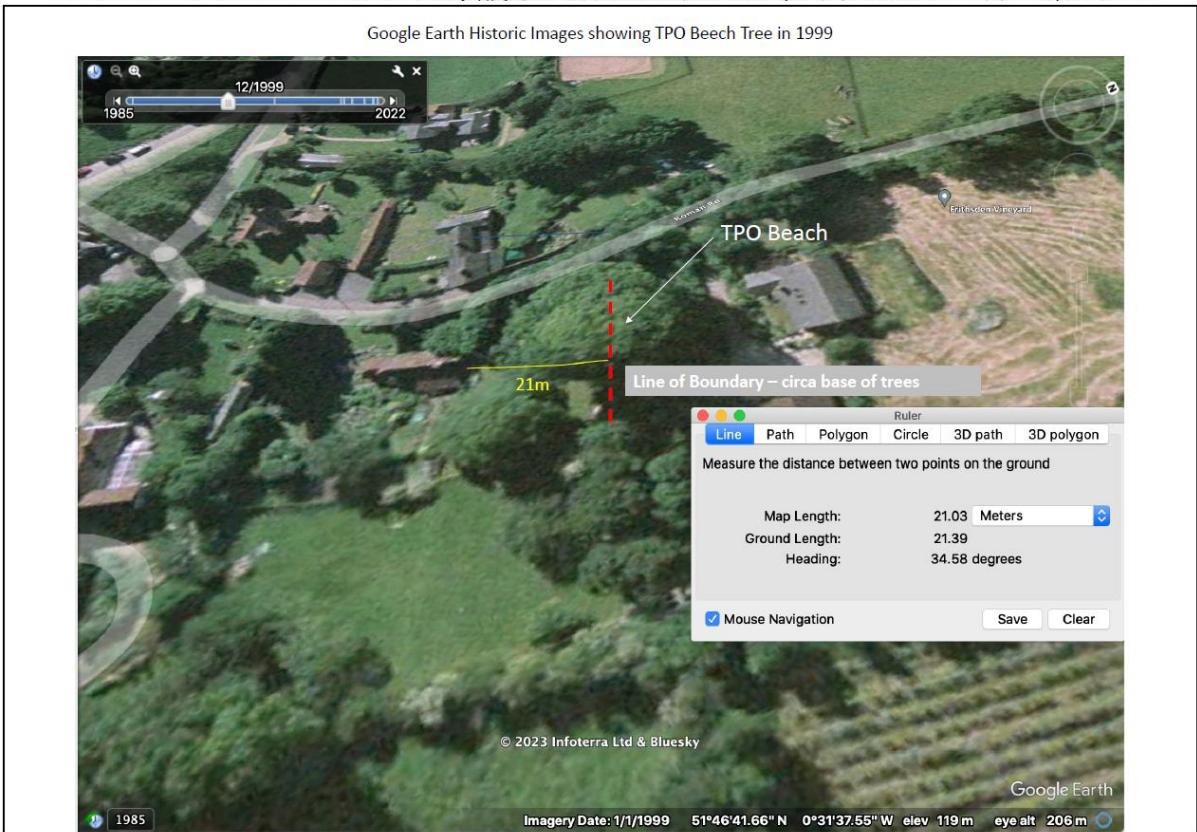 Google Earth Historic Images showing TPO Beech Tree in 1999
12/1999
1985
2022
Roman Rd
Frithsden Vineyard
TPO Beach
21m
Line of Boundary – circa base of trees
Ruler
Line Path Polygon Circle 3D path 3D polygon
Measure the distance between two points on the ground
Map Length: 21.03 Meters
Ground Length: 21.39
Heading: 34.58 degrees
Mouse Navigation Save Clear
© 2023 Infoterra Ltd & Bluesky
Google Earth
1985
Imagery Date: 1/1/1999 51°46'41.66" N 0°31'37.55" W elev 119 m eye alt 206 m